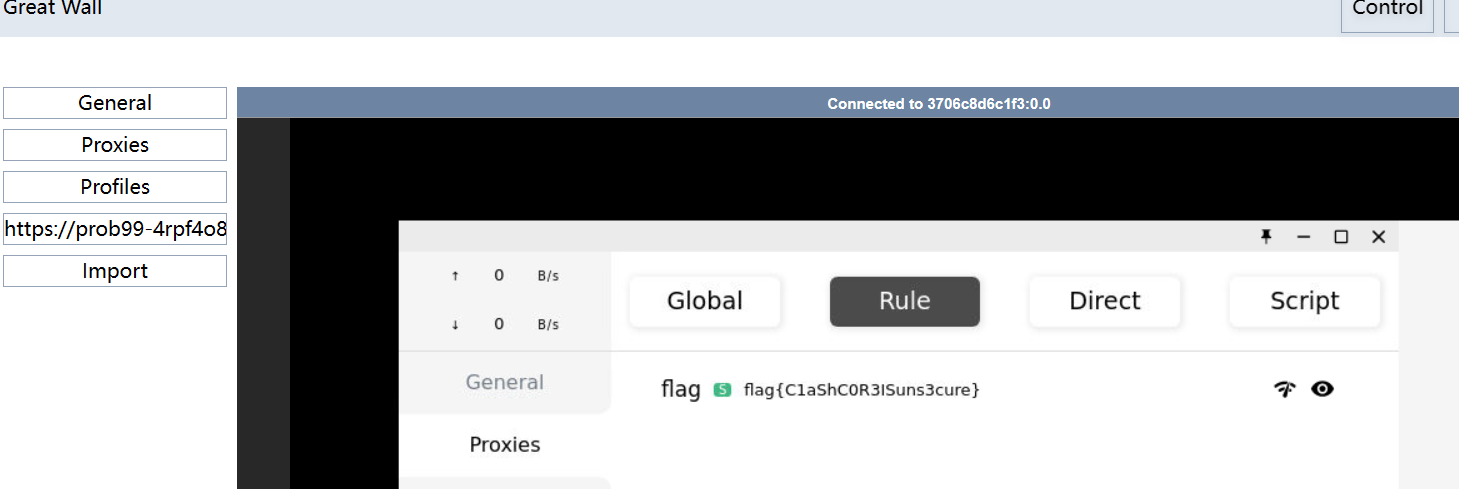 Great Wall
Control
General
Proxies
Profiles
https://prob99-4rpf4o8
Import
Connected to 3706c8d6c1f3:0.0
↑ 0 B/s
↓ 0 B/s
Global Rule Direct Script
General
Proxies
flag S flag{C1aShC0R3ISuns3cure}